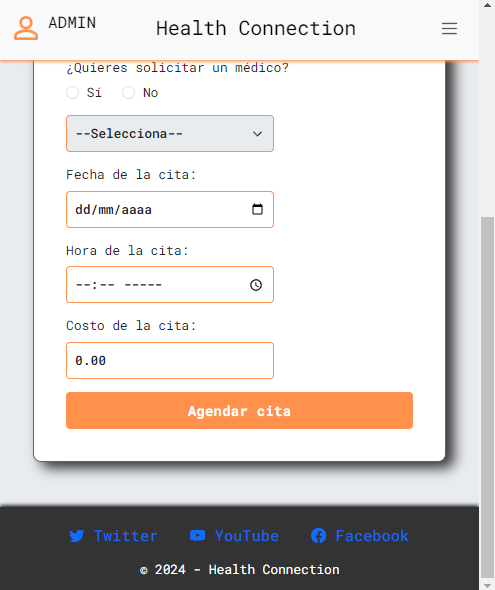 ADMIN
Health Connection
¿Quieres solicitar un médico?
Sí No
--Selecciona--
Fecha de la cita:
dd/mm/aaaa
Hora de la cita:
--:-- -----
Costo de la cita:
0.00
Agendar cita
Twitter YouTube Facebook
© 2024 - Health Connection